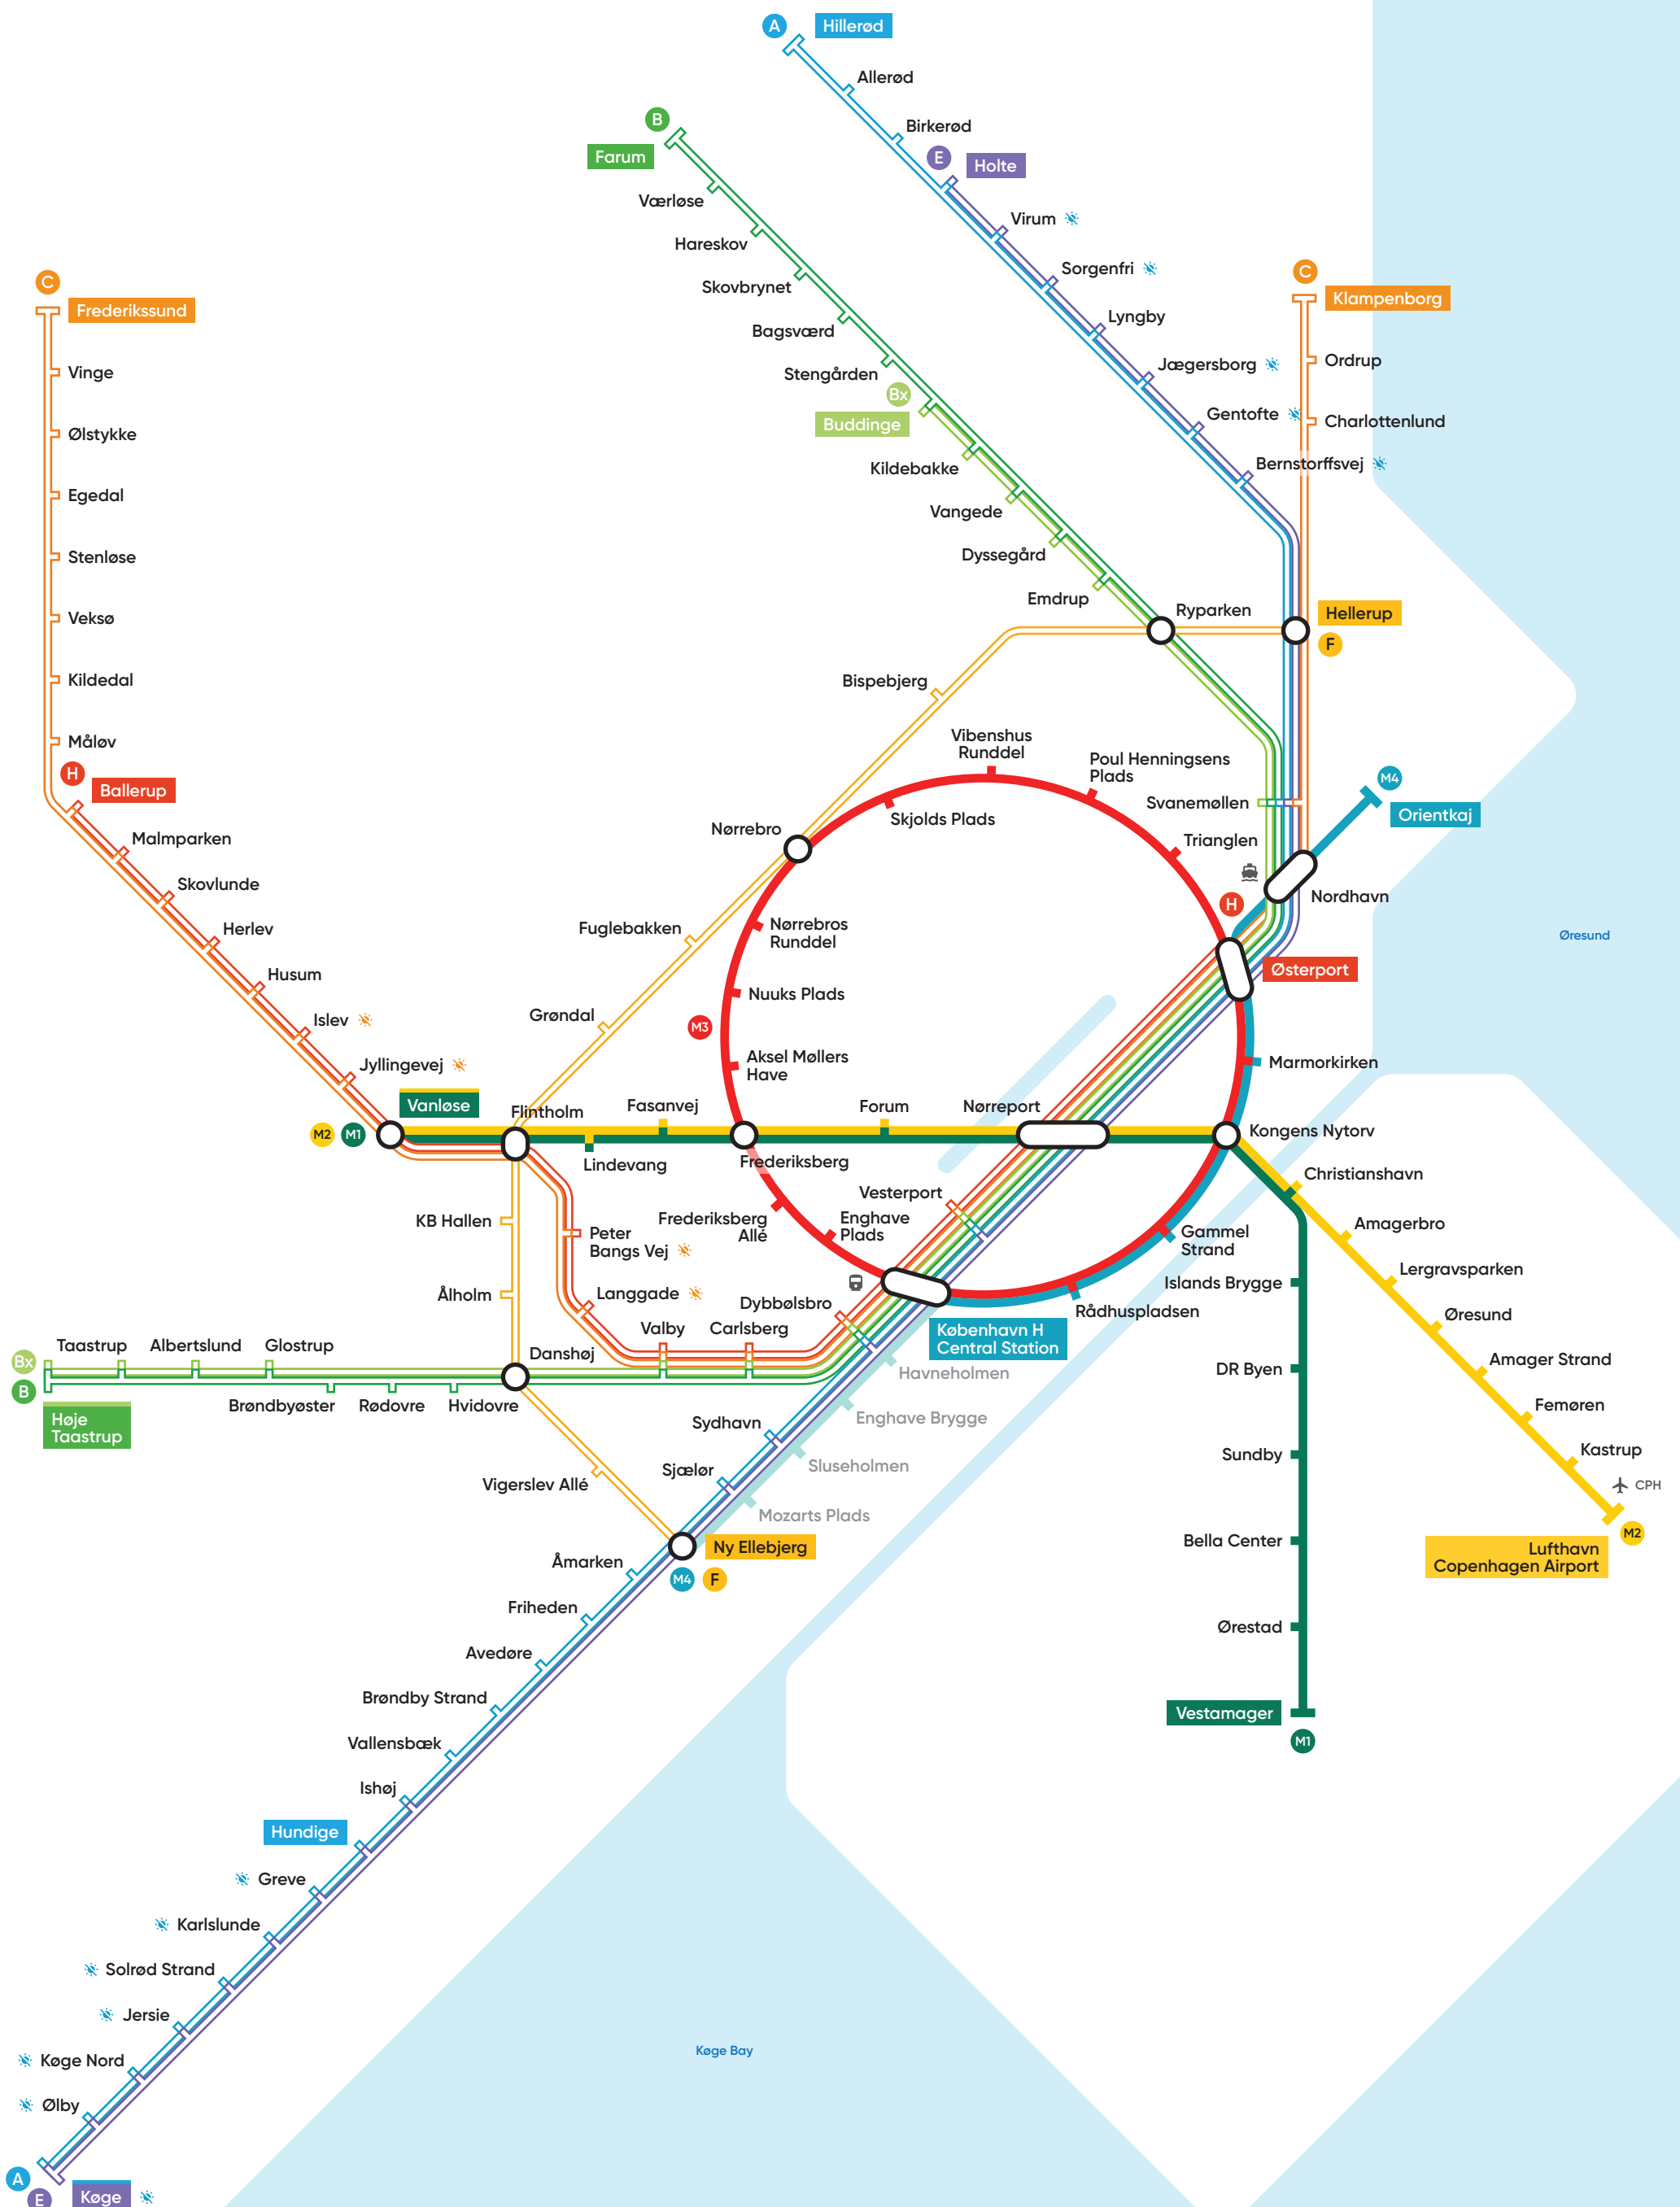 A
Hillerød
Allerød
B
Birkerød
Farum
E
Holte
Værløse
Virum
Hareskov
Sorgenfri
C
Frederikssund
Skovbrynet
C
Klampenborg
Bagsværd
Lyngby
Vinge
Stengården
Jægersborg
Ordrup
Bx
Buddinge
Gentofte
Charlottenlund
Ølstykke
Kildebakke
Bernstorffsvej
Egedal
Vangede
Stenløse
Dyssegård
Emdrup
Ryparken
Hellerup
F
Veksø
Kildedal
Bispebjerg
Måløv
Vibenshus
Runddel
Poul Henningsens
Plads
H
Ballerup
Svanemøllen
M4
Orientkaj
Malmparken
Nørrebro
Skjolds Plads
Trianglen
Skovlunde
H
Nordhavn
Herlev
Fuglebakken
Nørrebros
Runddel
Øresund
Husum
Nuuks Plads
Østerport
Islev
Grøndal
M3
Jyllingevej
Aksel Møllers
Have
Marmorkirken
Vanløse
Flintholm
Fasanvej
Forum
Nørreport
M2
M1
Kongens Nytorv
Lindevang
Frederiksberg
Christianshavn
Vesterport
KB Hallen
Peter
Bangs Vej
Frederiksberg
Allé
Enghave
Plads
Gammel
Strand
Amagerbro
Lergravsparken
Islands Brygge
Ålholm
Langgade
Dybbølsbro
Rådhuspladsen
Øresund
Taastrup
Albertslund
Glostrup
Danshøj
Valby
Carlsberg
København H
Central Station
Bx
B
Høje
Taastrup
Brøndbyøster
Rødovre
Hvidovre
Havneholmen
DR Byen
Amager Strand
Enghave Brygge
Femøren
Sydhavn
Sluseholmen
Sundby
Kastrup
Sjælør
Vigerslev Allé
Mozarts Plads
CPH
Ny Ellebjerg
M4
F
Bella Center
M2
Lufthavn
Copenhagen Airport
Åmarken
Friheden
Ørestad
Avedøre
Brøndby Strand
Vestamager
M1
Vallensbæk
Ishøj
Hundige
Greve
Karlslunde
Solrød Strand
Jersie
Køge Nord
Køge Bay
Ølby
A
E
Køge